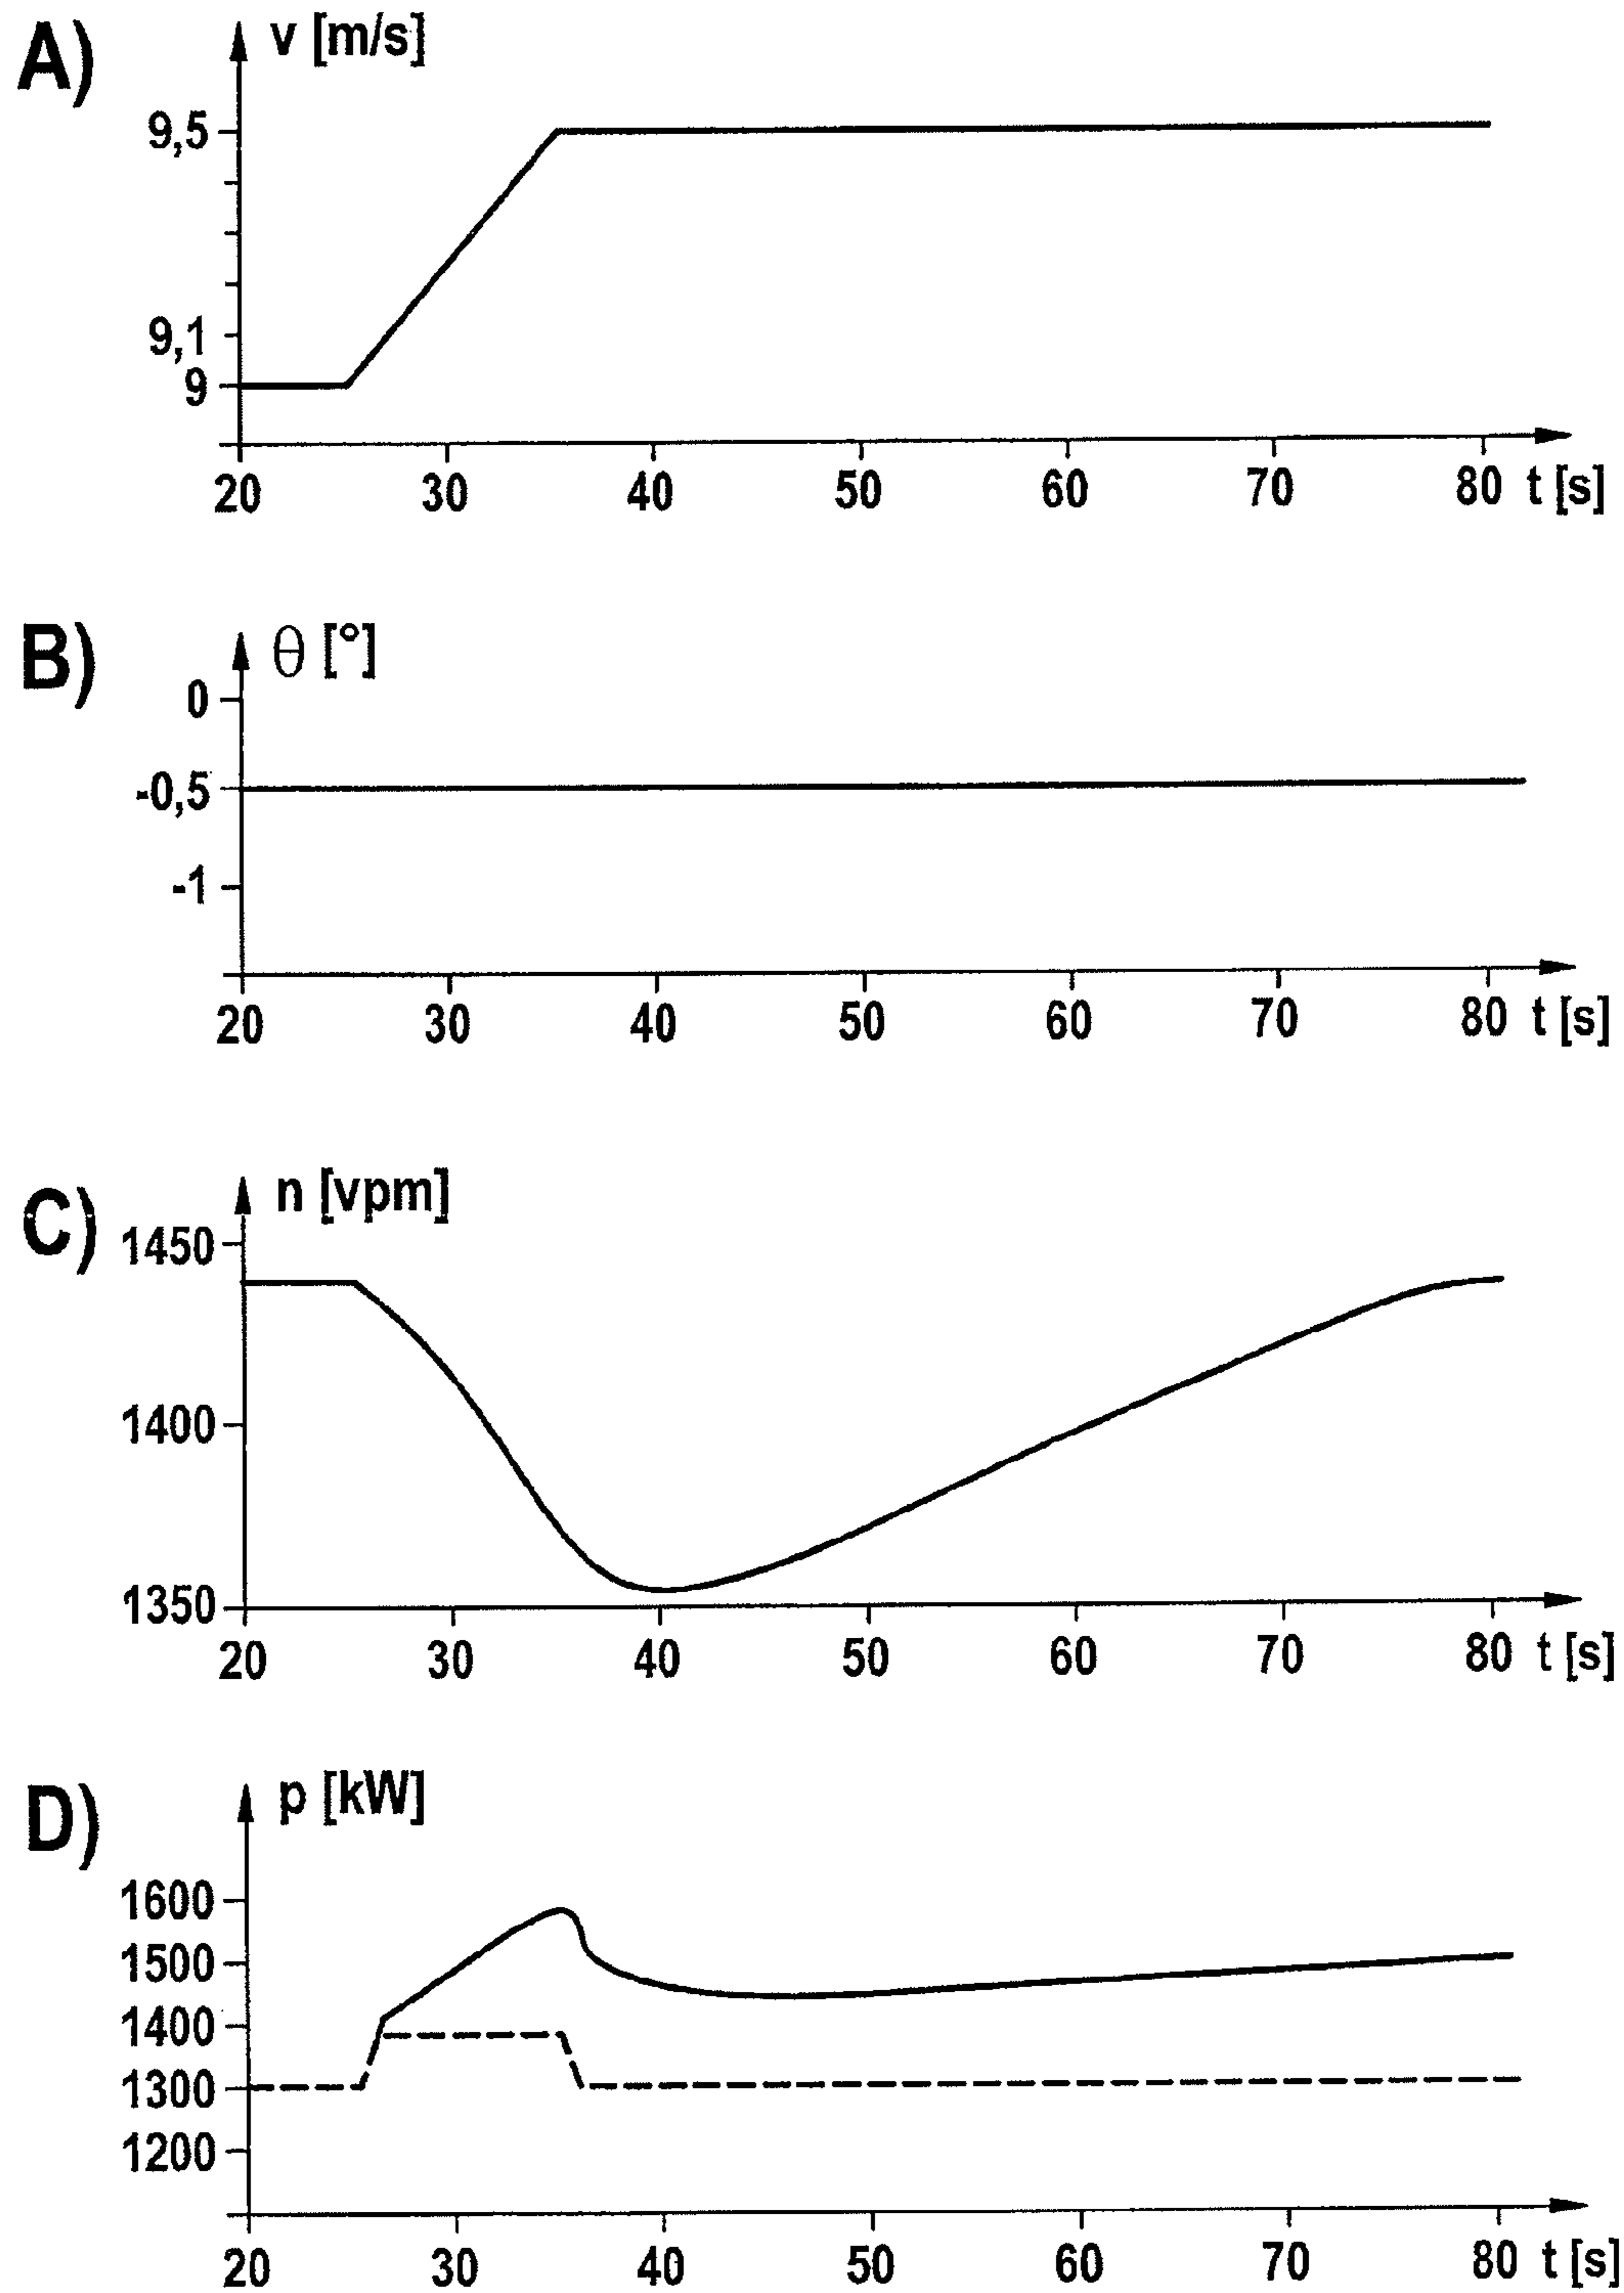 A)
v [m/s]
9,5
9,1
9
20 30 40 50 60 70 80 t [s]
B)
θ [°]
0
-0,5
-1
20 30 40 50 60 70 80 t [s]
C)
n [vpm]
1450
1400
1350
20 30 40 50 60 70 80 t [s]
D)
p [kW]
1600
1500
1400
1300
1200
20 30 40 50 60 70 80 t [s]